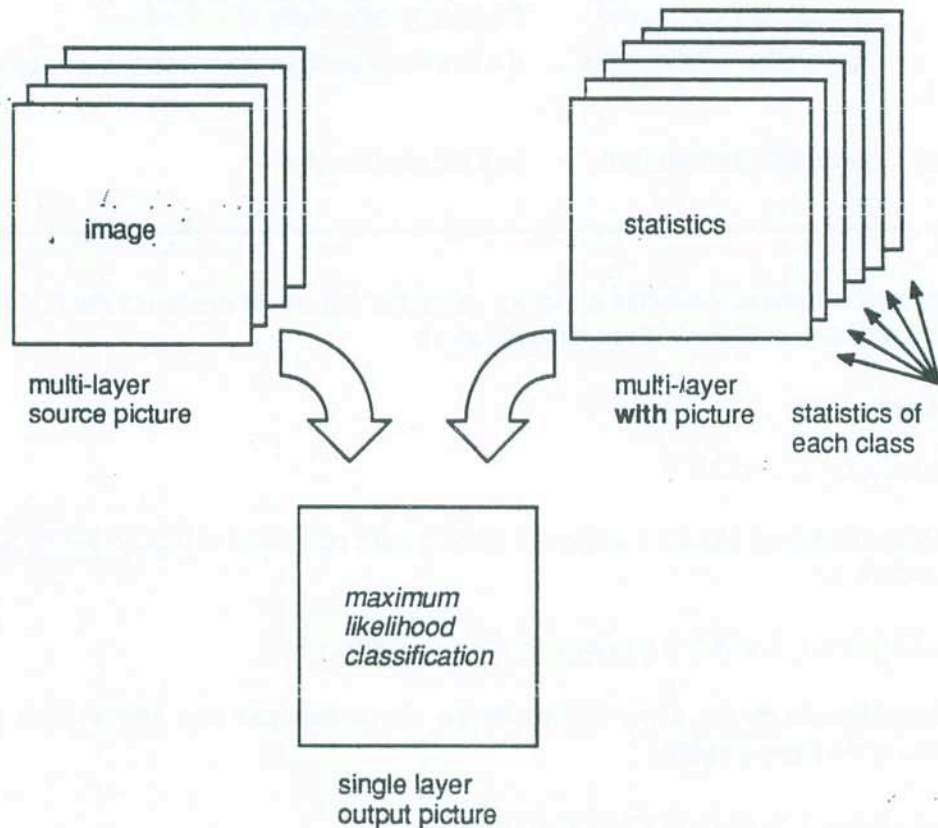 image
statistics
multi-layer
source picture
multi-layer
with picture
statistics of
each class
maximum
likelihood
classification
single layer
output picture